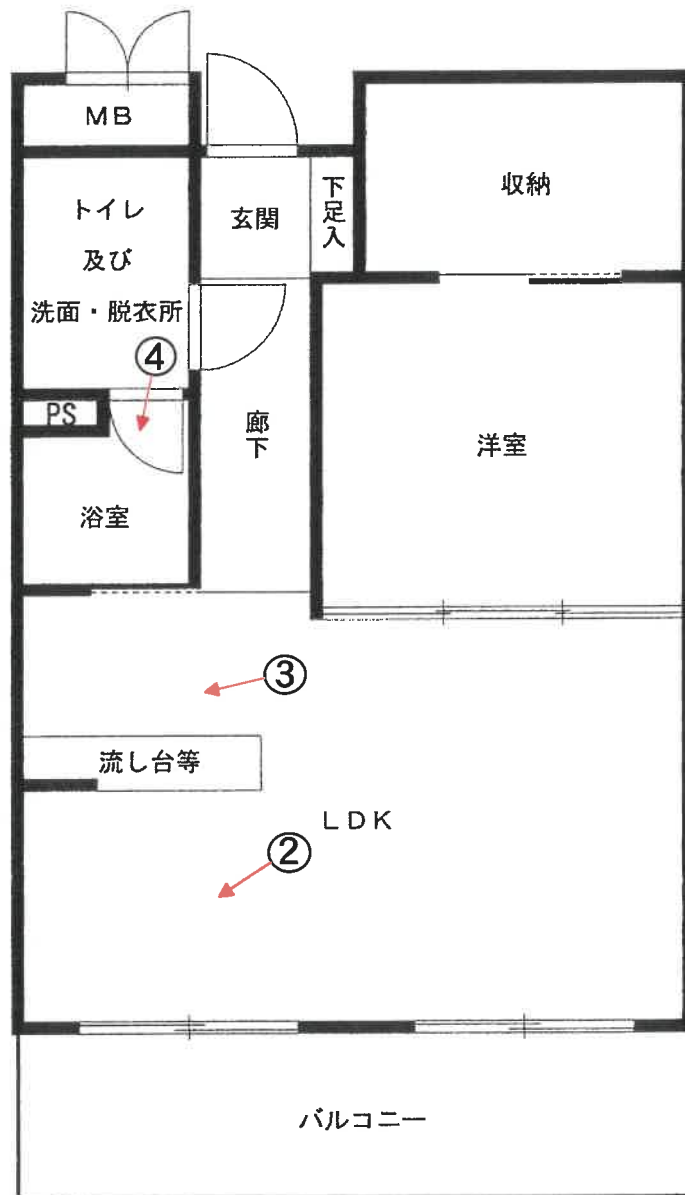 MB
トイレ
及び
洗面・脱衣所
玄関
下足入
収納
④
PS
廊下
洋室
浴室
③
流し台等
LDK
②
バルコニー